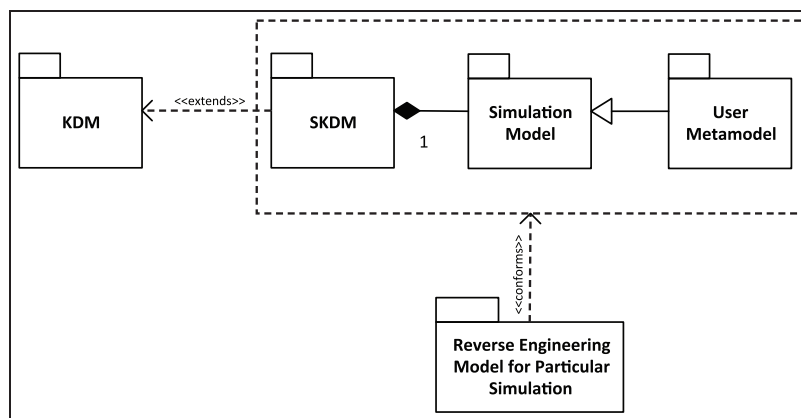 KDM
<<extends>>
SKDM
1
Simulation
Model
User
Metamodel
<<conforms>>
Reverse Engineering
Model for Particular
Simulation